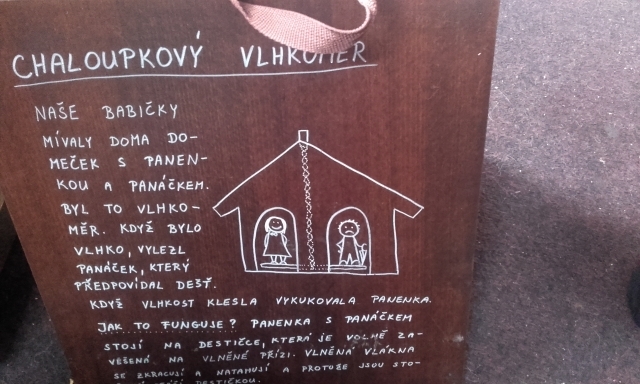 CHALOUPKOVÝ VLHKOMĚR
NAŠE BABIČKY
MÍVALY DOMA DO-
MEČEK S PANEN-
KOU A PANÁČKEM.
BYL TO VLHKO-
MĚR. KDYŽ BYLO
VLHKO, VYLEZL
PANÁČEK, KTERÝ
PŘEDPOVÍDAL DEŠŤ.
KDYŽ VLHKOST KLESLA VYKUKOVALA PANENKA.
JAK TO FUNGUJE? PANENKA S PANÁČKEM
STOJÍ NA DESTIČCE, KTERÁ JE VOLNĚ ZA-
VĚŠENÁ NA VLNĚNÉ PŘÍZI. VLNĚNÁ VLÁKNA
SE ZKRACUJÍ A NATAHUJÍ A PROTOŽE JSOU STO-
DESTIČKOU.